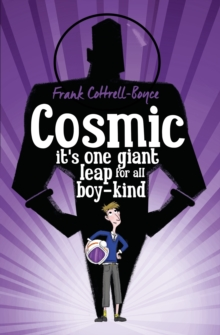 Frank Cottrell-Boyce
Cosmic
it's one giant
leap for all
boy-kind